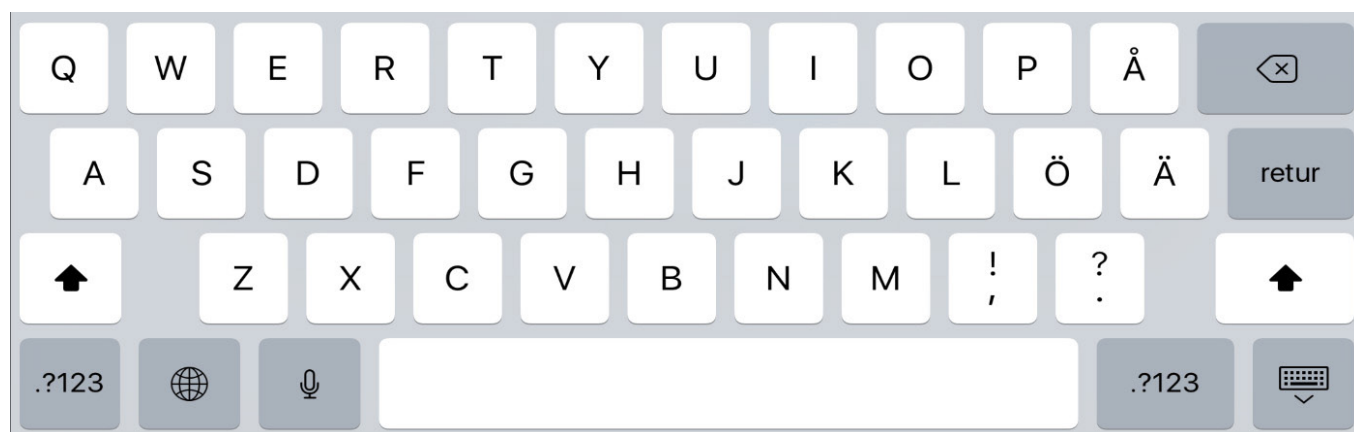 Q W E R T Y U I O P Å
A S D F G H J K L Ö Ä retur
Z X C V B N M ! , ? .
.?123 .?123